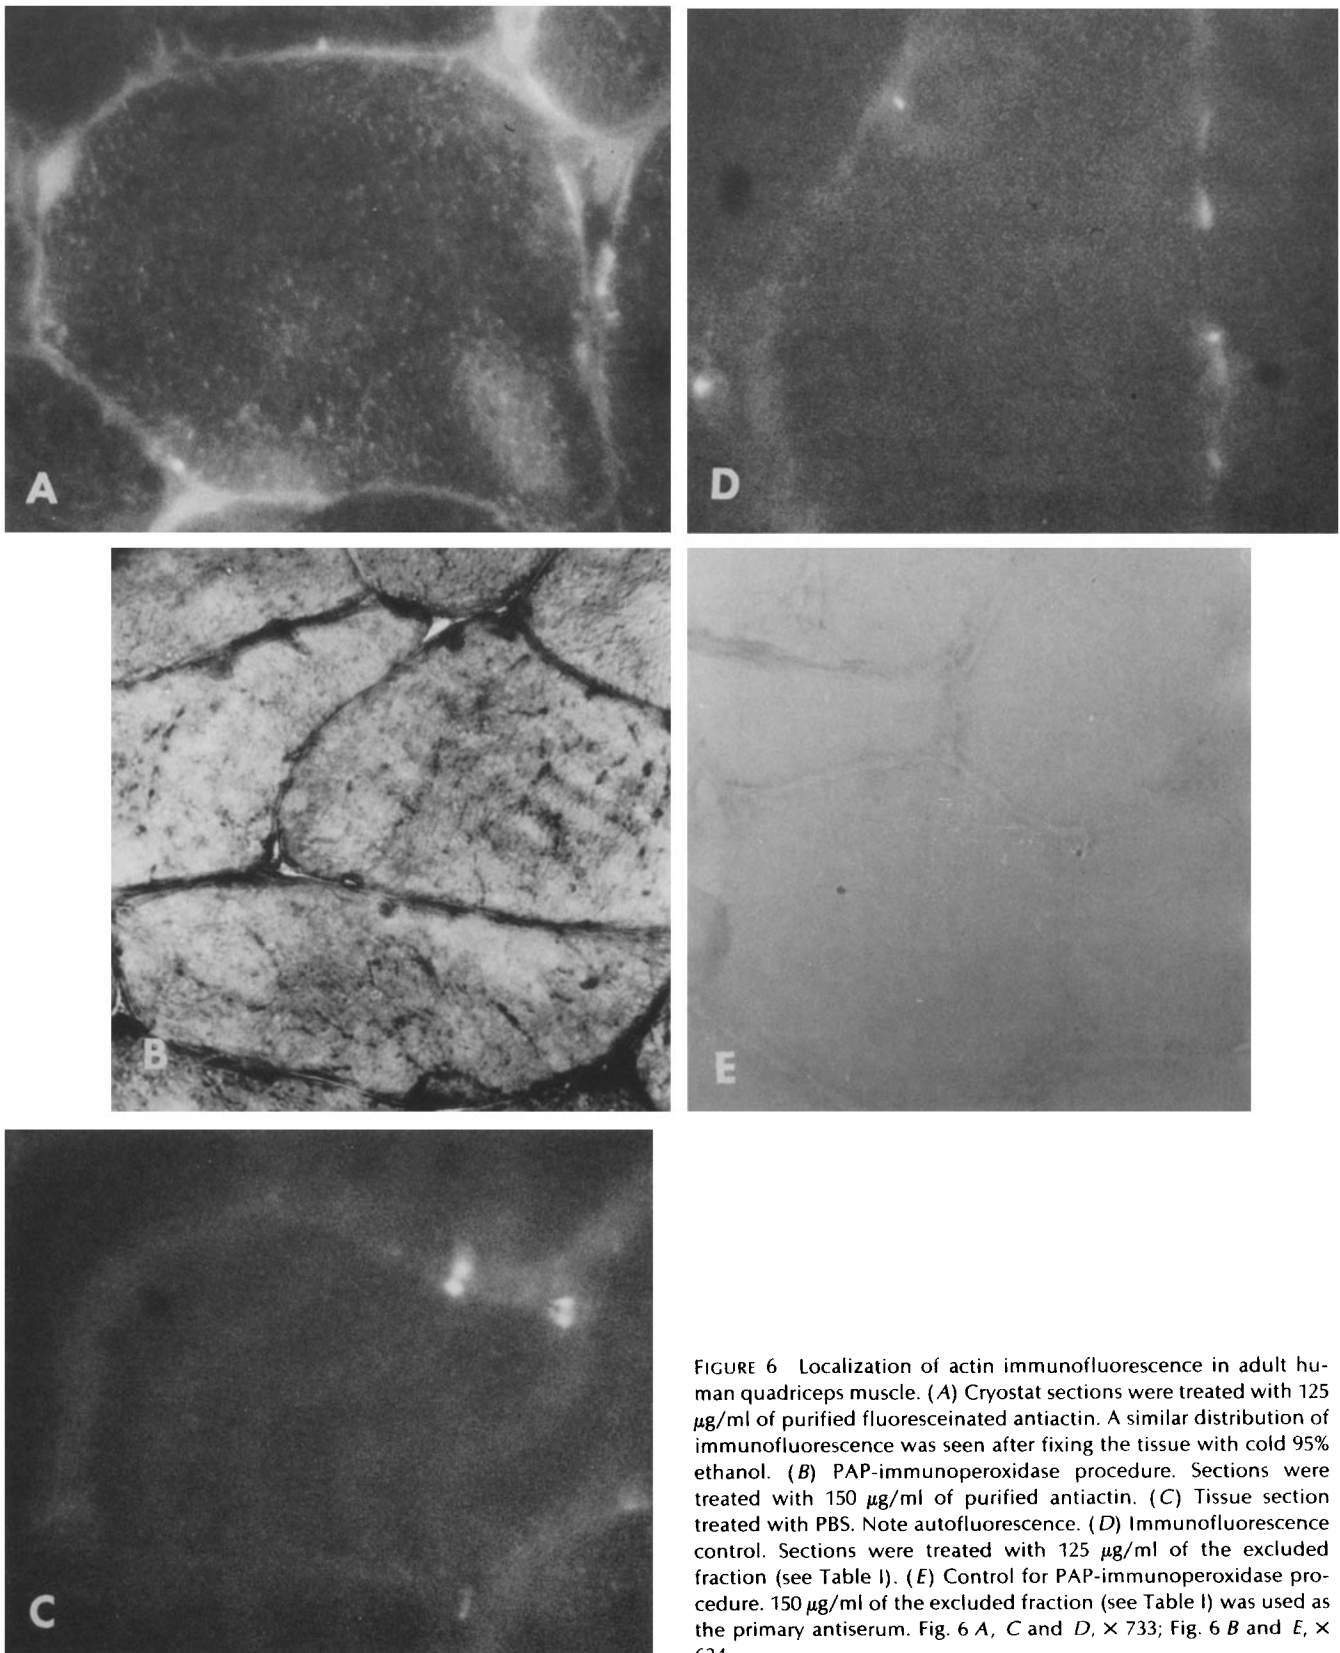 A
D
B
E
C
FIGURE 6 Localization of actin immunofluorescence in adult hu-
man quadriceps muscle. (A) Cryostat sections were treated with 125
μg/ml of purified fluoresceinated antiactin. A similar distribution of
immunofluorescence was seen after fixing the tissue with cold 95%
ethanol. (B) PAP-immunoperoxidase procedure. Sections were
treated with 150 μg/ml of purified antiactin. (C) Tissue section
treated with PBS. Note autofluorescence. (D) Immunofluorescence
control. Sections were treated with 125 μg/ml of the excluded
fraction (see Table I). (E) Control for PAP-immunoperoxidase pro-
cedure. 150 μg/ml of the excluded fraction (see Table I) was used as
the primary antiserum. Fig. 6 A, C and D, × 733; Fig. 6 B and E, ×